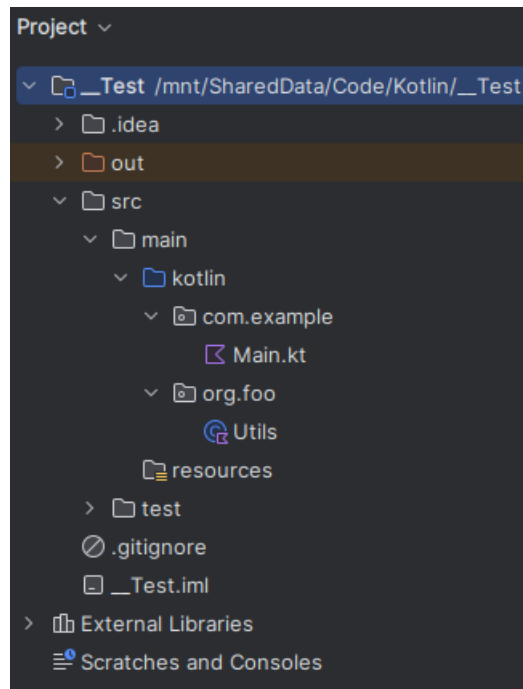 Project
__Test /mnt/SharedData/Code/Kotlin/__Test
.idea
out
src
main
kotlin
com.example
Main.kt
org.foo
Utils
resources
test
.gitignore
__Test.iml
External Libraries
Scratches and Consoles